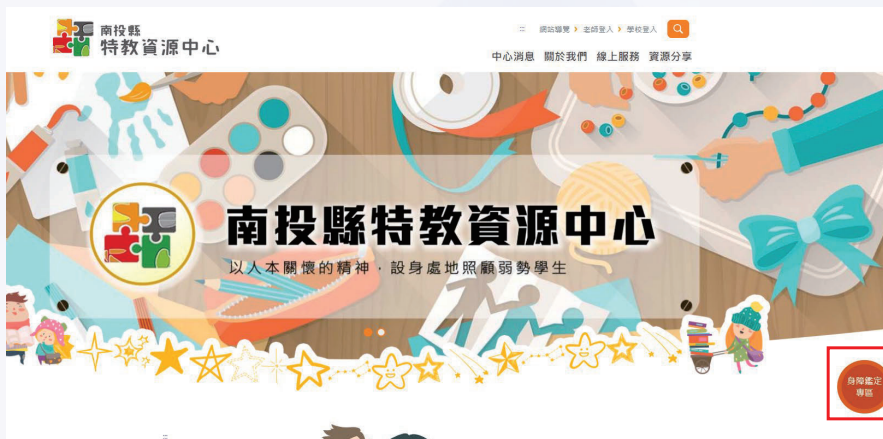 南投縣
特教資源中心
::: 網站導覽 › 老師登入 › 學校登入
中心消息 關於我們 線上服務 資源分享
南投縣特教資源中心
以人本關懷的精神，設身處地照顧弱勢學生
身障鑑定
專區
:::